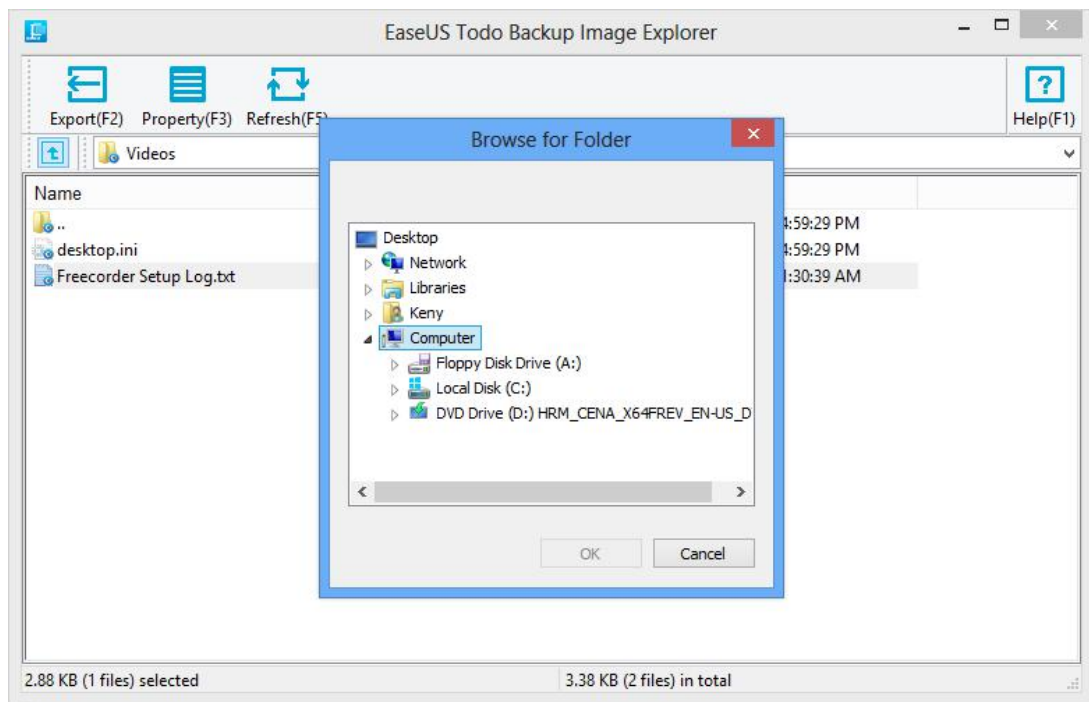 EaseUS Todo Backup Image Explorer
Export(F2) Property(F3) Refresh(F5) Help(F1)
Videos
Name
..
desktop.ini
Freecorder Setup Log.txt
4:59:29 PM
4:59:29 PM
:30:39 AM
Browse for Folder
Desktop
Network
Libraries
Keny
Computer
Floppy Disk Drive (A:)
Local Disk (C:)
DVD Drive (D:) HRM_CENA_X64FREV_EN-US_D
OK Cancel
2.88 KB (1 files) selected 3.38 KB (2 files) in total